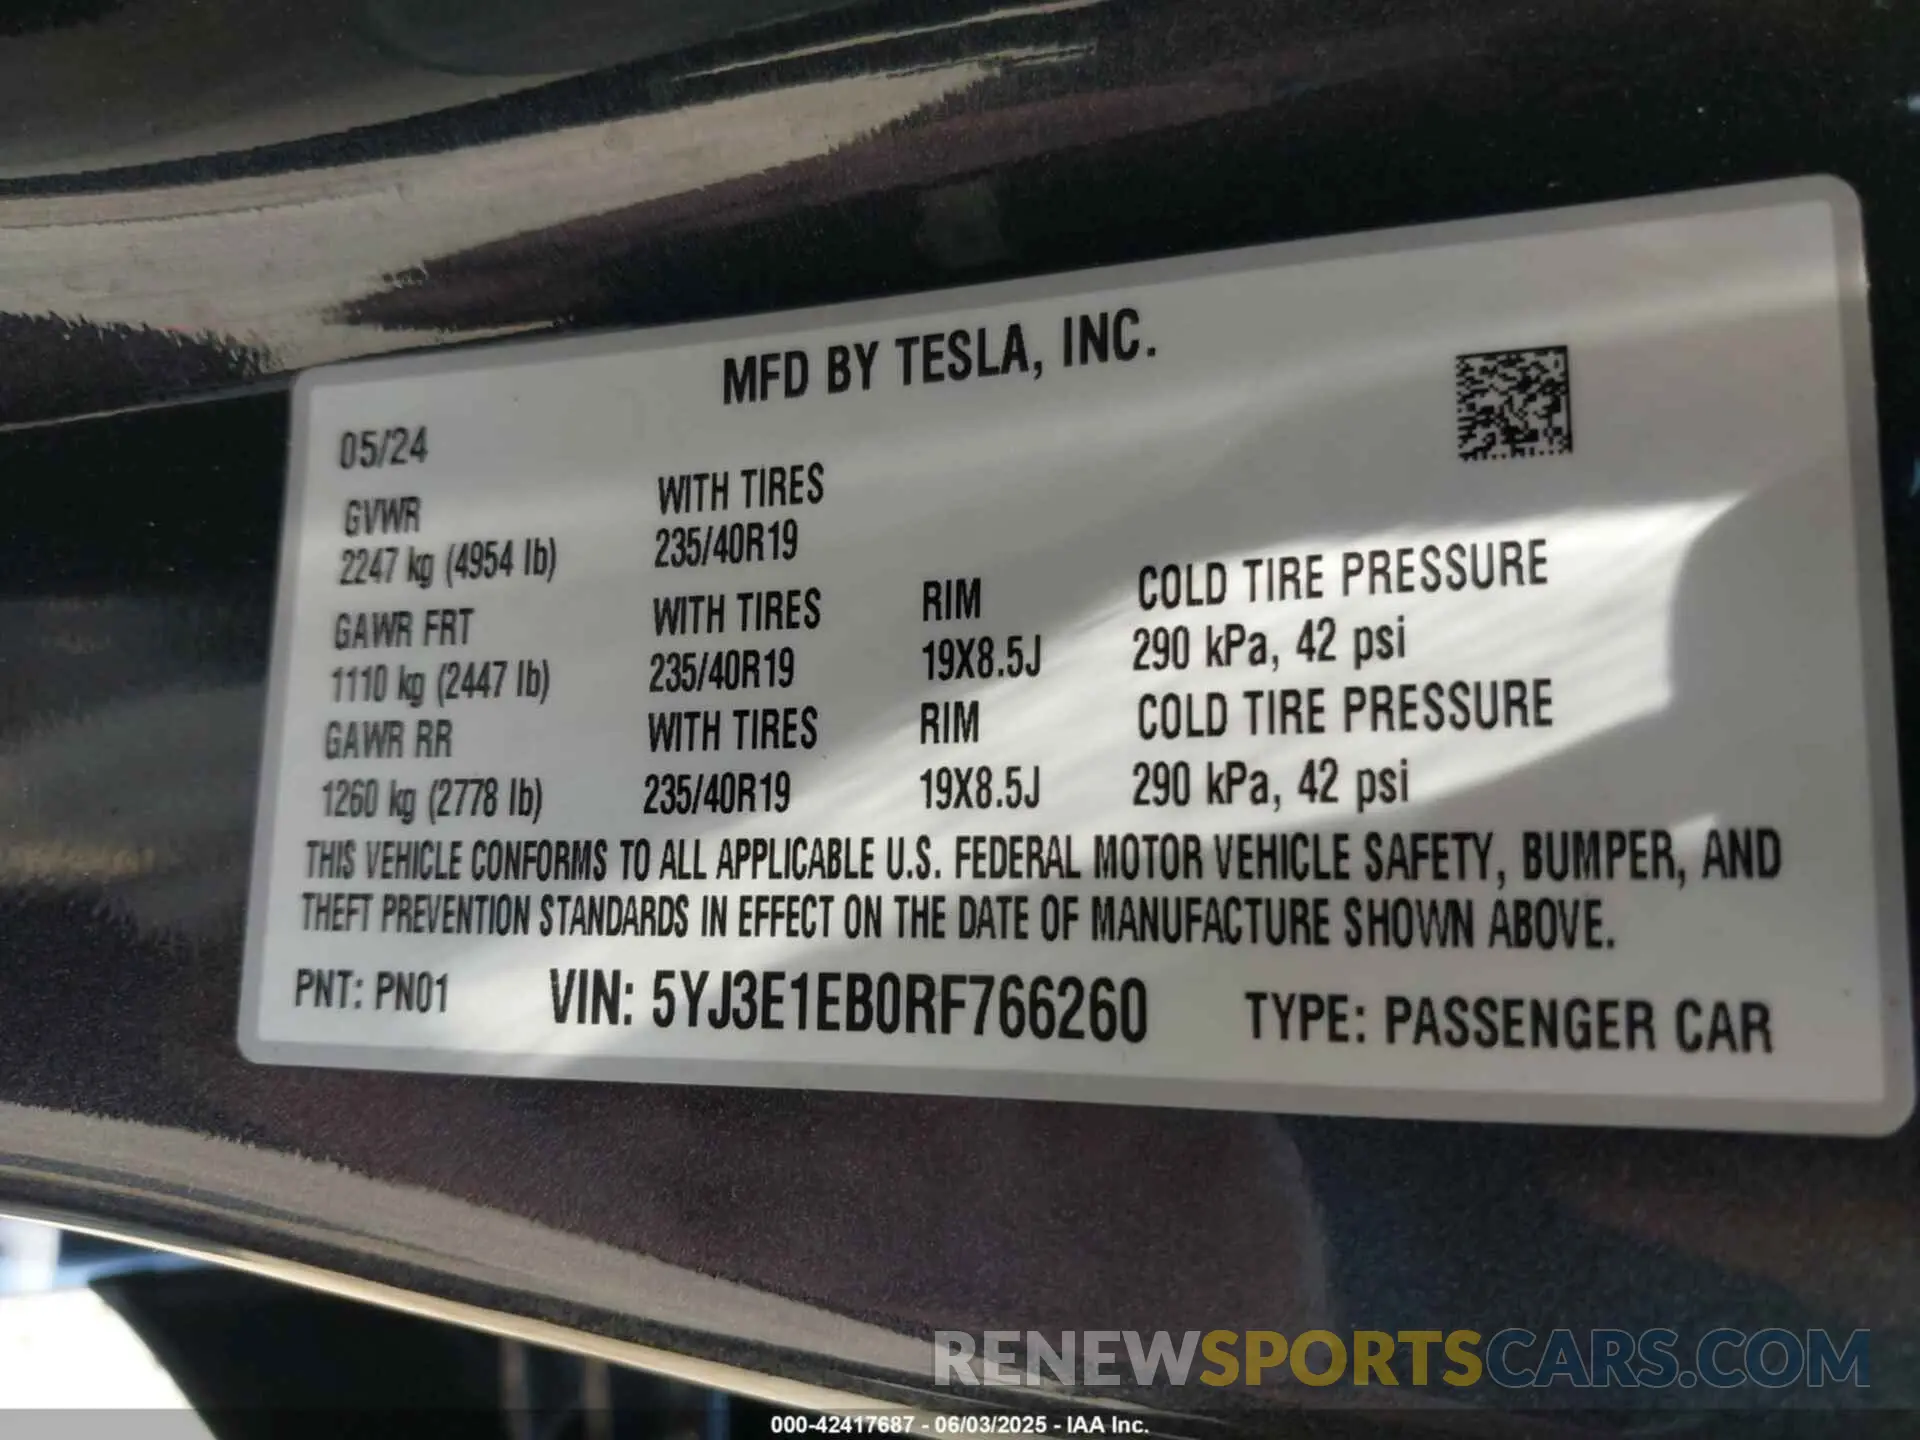 MFD BY TESLA, INC.
05/24
GVWR WITH TIRES
2247 kg (4954 lb) 235/40R19
GAWR FRT WITH TIRES RIM COLD TIRE PRESSURE
1110 kg (2447 lb) 235/40R19 19X8.5J 290 kPa, 42 psi
GAWR RR WITH TIRES RIM COLD TIRE PRESSURE
1260 kg (2778 lb) 235/40R19 19X8.5J 290 kPa, 42 psi
THIS VEHICLE CONFORMS TO ALL APPLICABLE U.S. FEDERAL MOTOR VEHICLE SAFETY, BUMPER, AND
THEFT PREVENTION STANDARDS IN EFFECT ON THE DATE OF MANUFACTURE SHOWN ABOVE.
PNT: PN01 VIN: 5YJ3E1EB0RF766260 TYPE: PASSENGER CAR
RENEWSPORTSCARS.COM
000-42417687 - 06/03/2025 - IAA Inc.